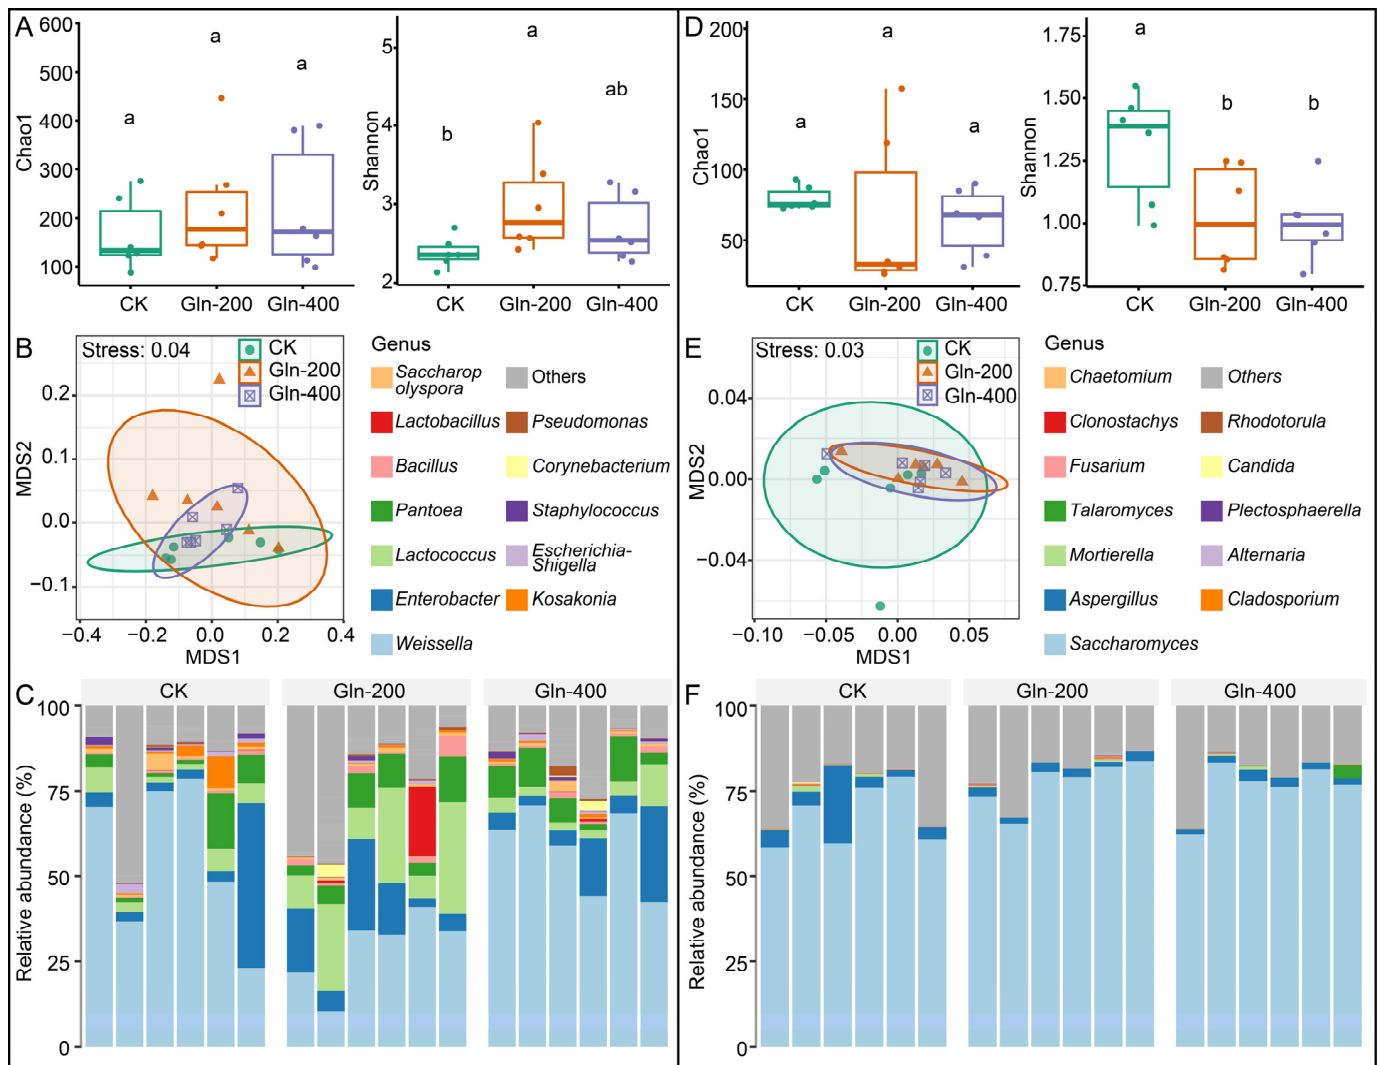 A
600
500
400
300
200
100
Chao1
a
a
a
CK
Gln-200
Gln-400
5
4
3
2
Shannon
b
a
ab
CK
Gln-200
Gln-400
D
200
150
100
50
Chao1
a
a
a
CK
Gln-200
Gln-400
1.75
1.50
1.25
1.00
0.75
Shannon
a
b
b
CK
Gln-200
Gln-400
B
Stress: 0.04
CK
Gln-200
Gln-400
0.2
0.1
0.0
−0.1
MDS2
−0.4
−0.2
0.0
0.2
0.4
MDS1
Genus
Saccharop
olyspora
Lactobacillus
Bacillus
Pantoea
Lactococcus
Enterobacter
Weissella
Others
Pseudomonas
Corynebacterium
Staphylococcus
Escherichia-
Shigella
Kosakonia
E
Stress: 0.03
CK
Gln-200
Gln-400
0.04
0.00
−0.04
MDS2
−0.10
−0.05
0.00
0.05
MDS1
Genus
Chaetomium
Clonostachys
Fusarium
Talaromyces
Mortierella
Aspergillus
Saccharomyces
Others
Rhodotorula
Candida
Plectosphaerella
Alternaria
Cladosporium
C
CK
Gln-200
Gln-400
100
75
50
25
0
Relative abundance (%)
F
CK
Gln-200
Gln-400
100
75
50
25
0
Relative abundance (%)